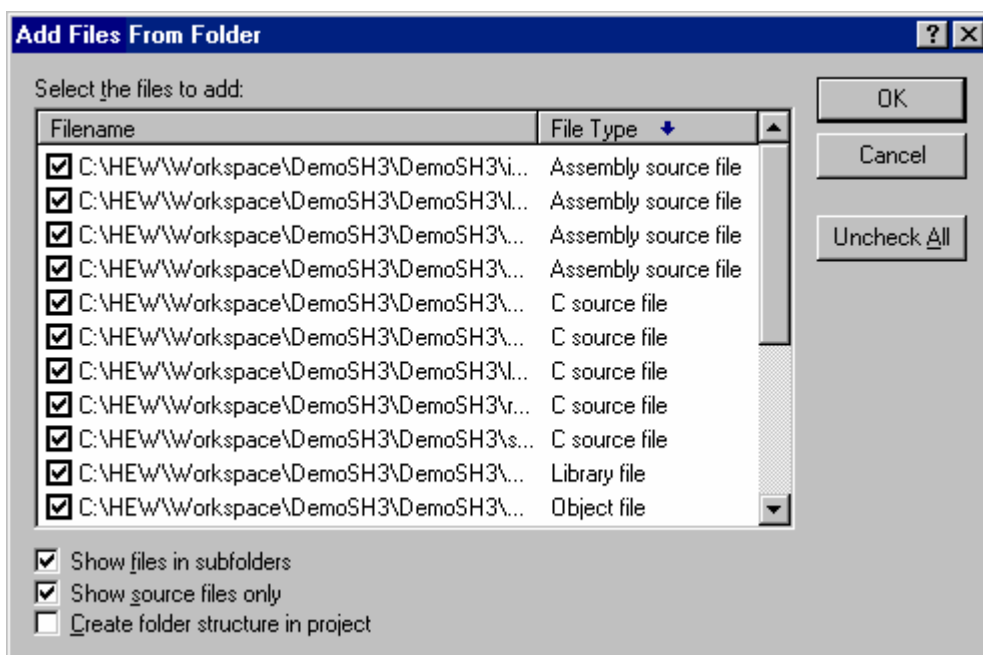 Add Files From Folder
Select the files to add:
Filename File Type
C:\HEW\Workspace\DemoSH3\DemoSH3\i... Assembly source file
C:\HEW\Workspace\DemoSH3\DemoSH3\l... Assembly source file
C:\HEW\Workspace\DemoSH3\DemoSH3\... Assembly source file
C:\HEW\Workspace\DemoSH3\DemoSH3\... Assembly source file
C:\HEW\Workspace\DemoSH3\DemoSH3\... C source file
C:\HEW\Workspace\DemoSH3\DemoSH3\... C source file
C:\HEW\Workspace\DemoSH3\DemoSH3\l... C source file
C:\HEW\Workspace\DemoSH3\DemoSH3\r... C source file
C:\HEW\Workspace\DemoSH3\DemoSH3\s... C source file
C:\HEW\Workspace\DemoSH3\DemoSH3\... Library file
C:\HEW\Workspace\DemoSH3\DemoSH3\... Object file
OK
Cancel
Uncheck All
Show files in subfolders
Show source files only
Create folder structure in project